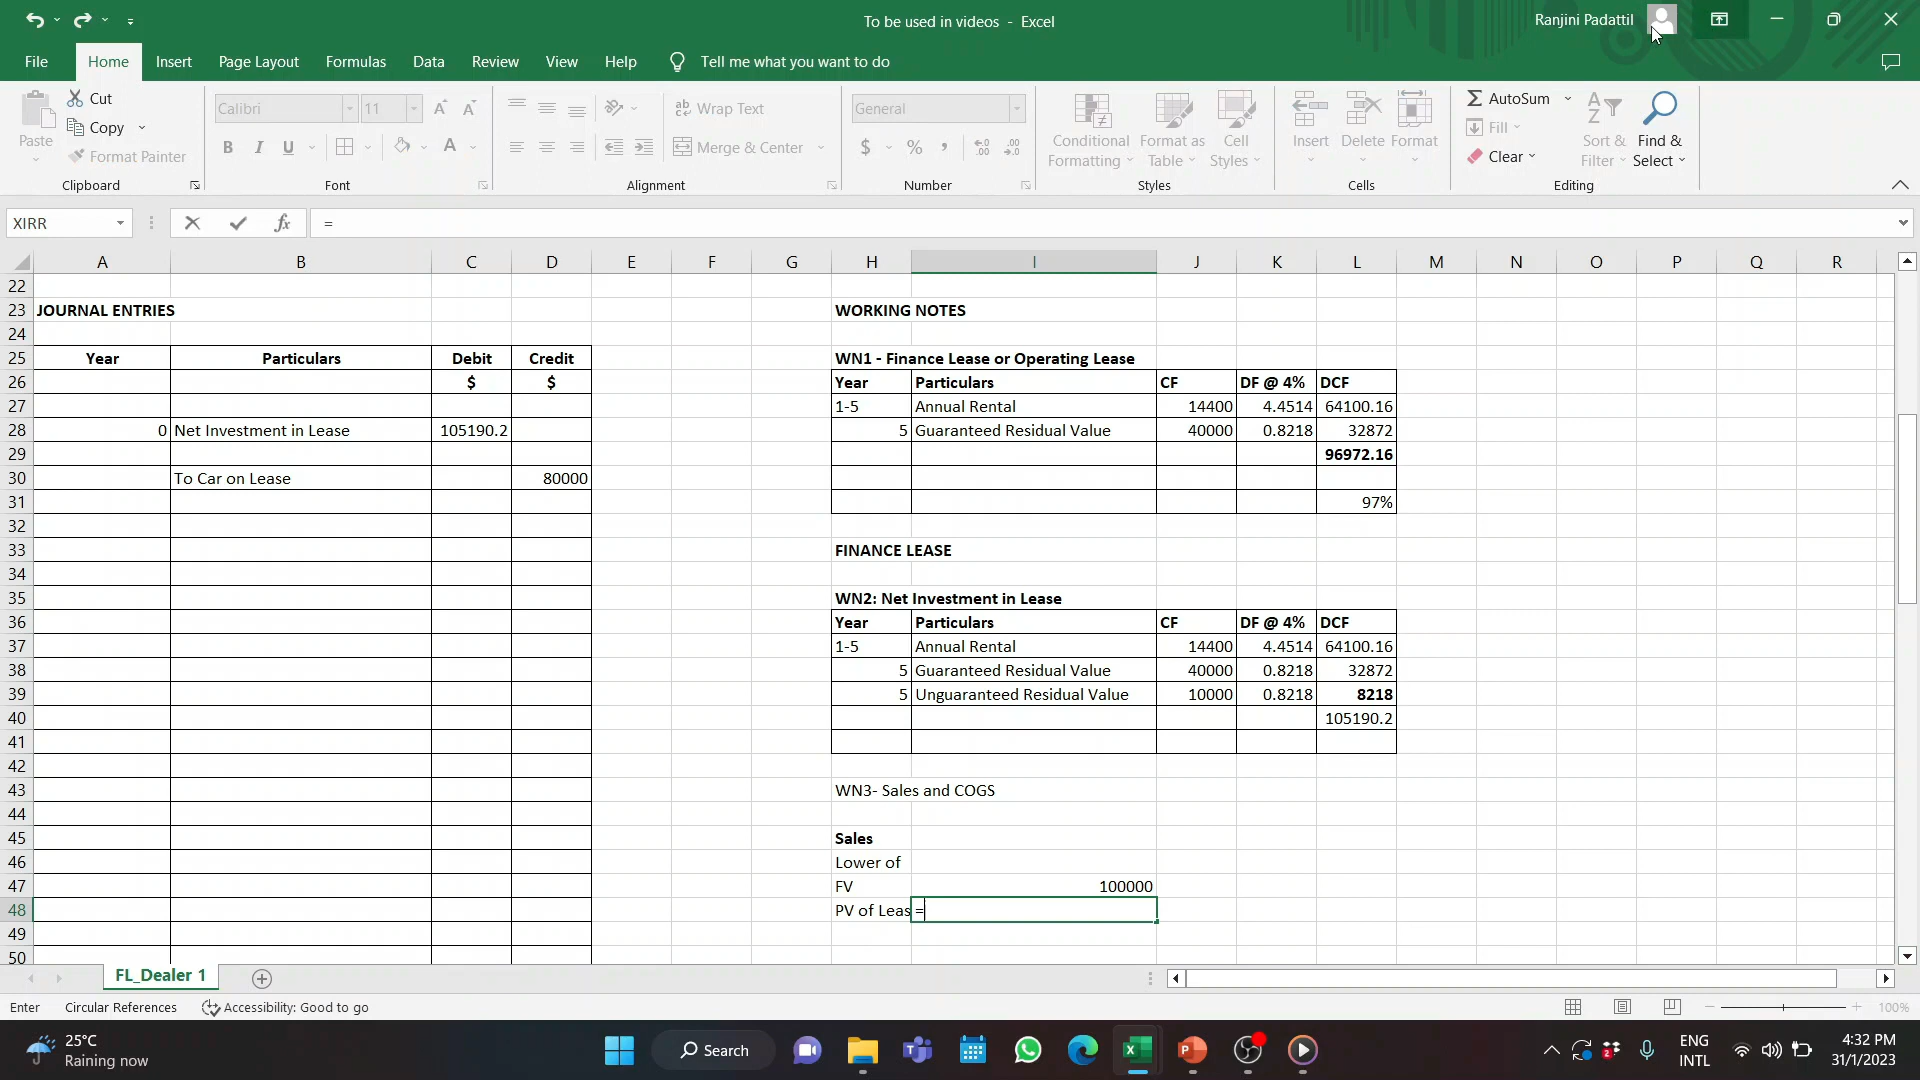 To be used in videos - Excel
Ranjini Padattil
File Home Insert Page Layout Formulas Data Review View Help Tell me what you want to do
Paste
Cut
Copy
Format Painter
Clipboard
Calibri 11 A A
B I U A
Font
Wrap Text
Merge & Center
Alignment
General
$ % ,
Number
Conditional Formatting
Format as Table
Cell Styles
Styles
Insert Delete Format
Cells
AutoSum
Fill
Clear
Sort & Filter
Find & Select
Editing
XIRR fx =
A B C D E F G H I J K L M N O P Q R
22
23 JOURNAL ENTRIES WORKING NOTES
24
25 Year Particulars Debit Credit WN1 - Finance Lease or Operating Lease
26 $ $ Year Particulars CF DF @ 4% DCF
27 1-5 Annual Rental 14400 4.4514 64100.16
28 0 Net Investment in Lease 105190.2 5 Guaranteed Residual Value 40000 0.8218 32872
29 96972.16
30 To Car on Lease 80000
31 97%
32
33 FINANCE LEASE
34
35 WN2: Net Investment in Lease
36 Year Particulars CF DF @ 4% DCF
37 1-5 Annual Rental 14400 4.4514 64100.16
38 5 Guaranteed Residual Value 40000 0.8218 32872
39 5 Unguaranteed Residual Value 10000 0.8218 8218
40 105190.2
41
42
43 WN3- Sales and COGS
44
45 Sales
46 Lower of
47 FV 100000
48 PV of Leas =
49
50
FL_Dealer 1
Enter Circular References Accessibility: Good to go 100%
25°C
Raining now
Search
ENG
INTL
4:32 PM
31/1/2023